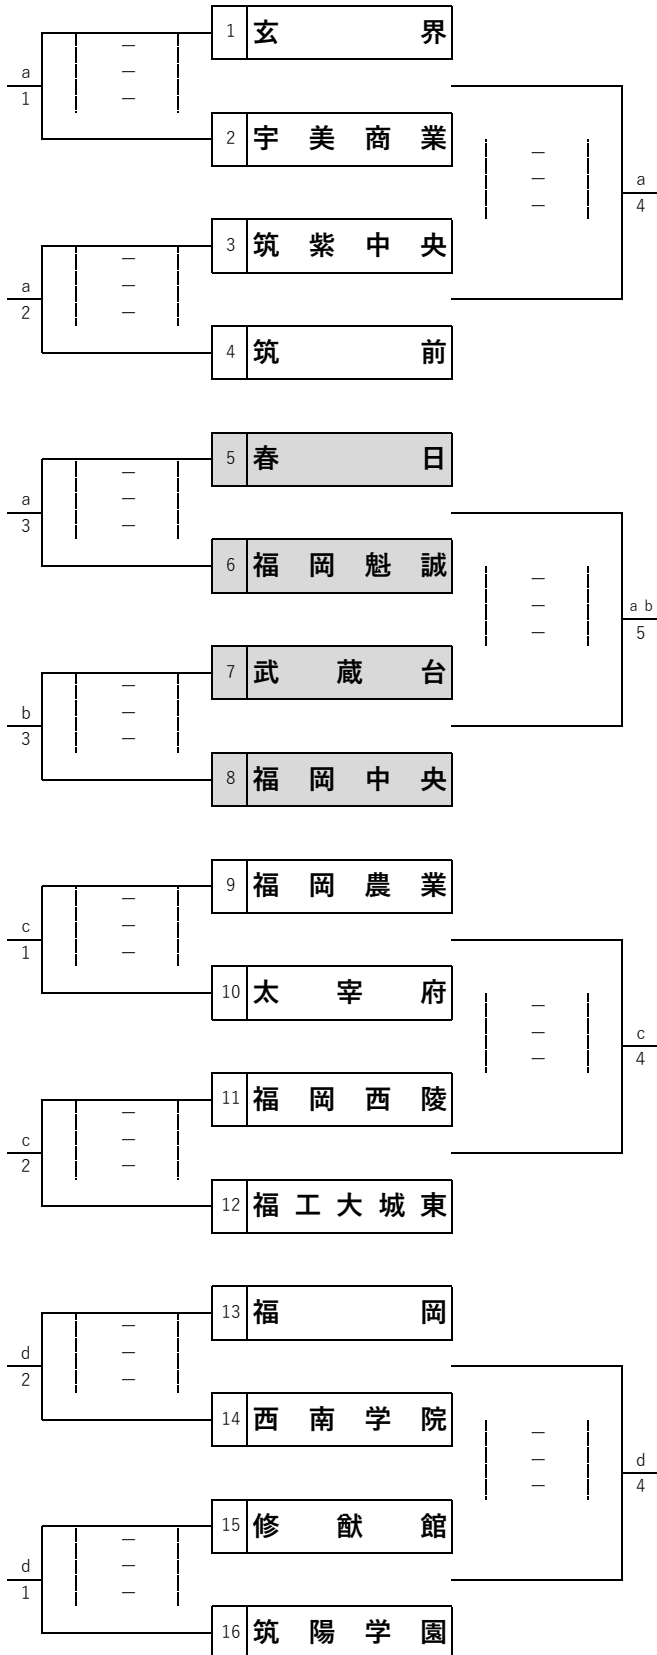 1 玄界
a
1
2 宇美商業
a
4
3 筑紫中央
a
2
4 筑前
5 春日
a
3
6 福岡魁誠
a b
5
7 武蔵台
b
3
8 福岡中央
9 福岡農業
c
1
10 太宰府
c
4
11 福岡西陵
c
2
12 福工大城東
13 福岡
d
2
14 西南学院
d
4
15 修猷館
d
1
16 筑陽学園